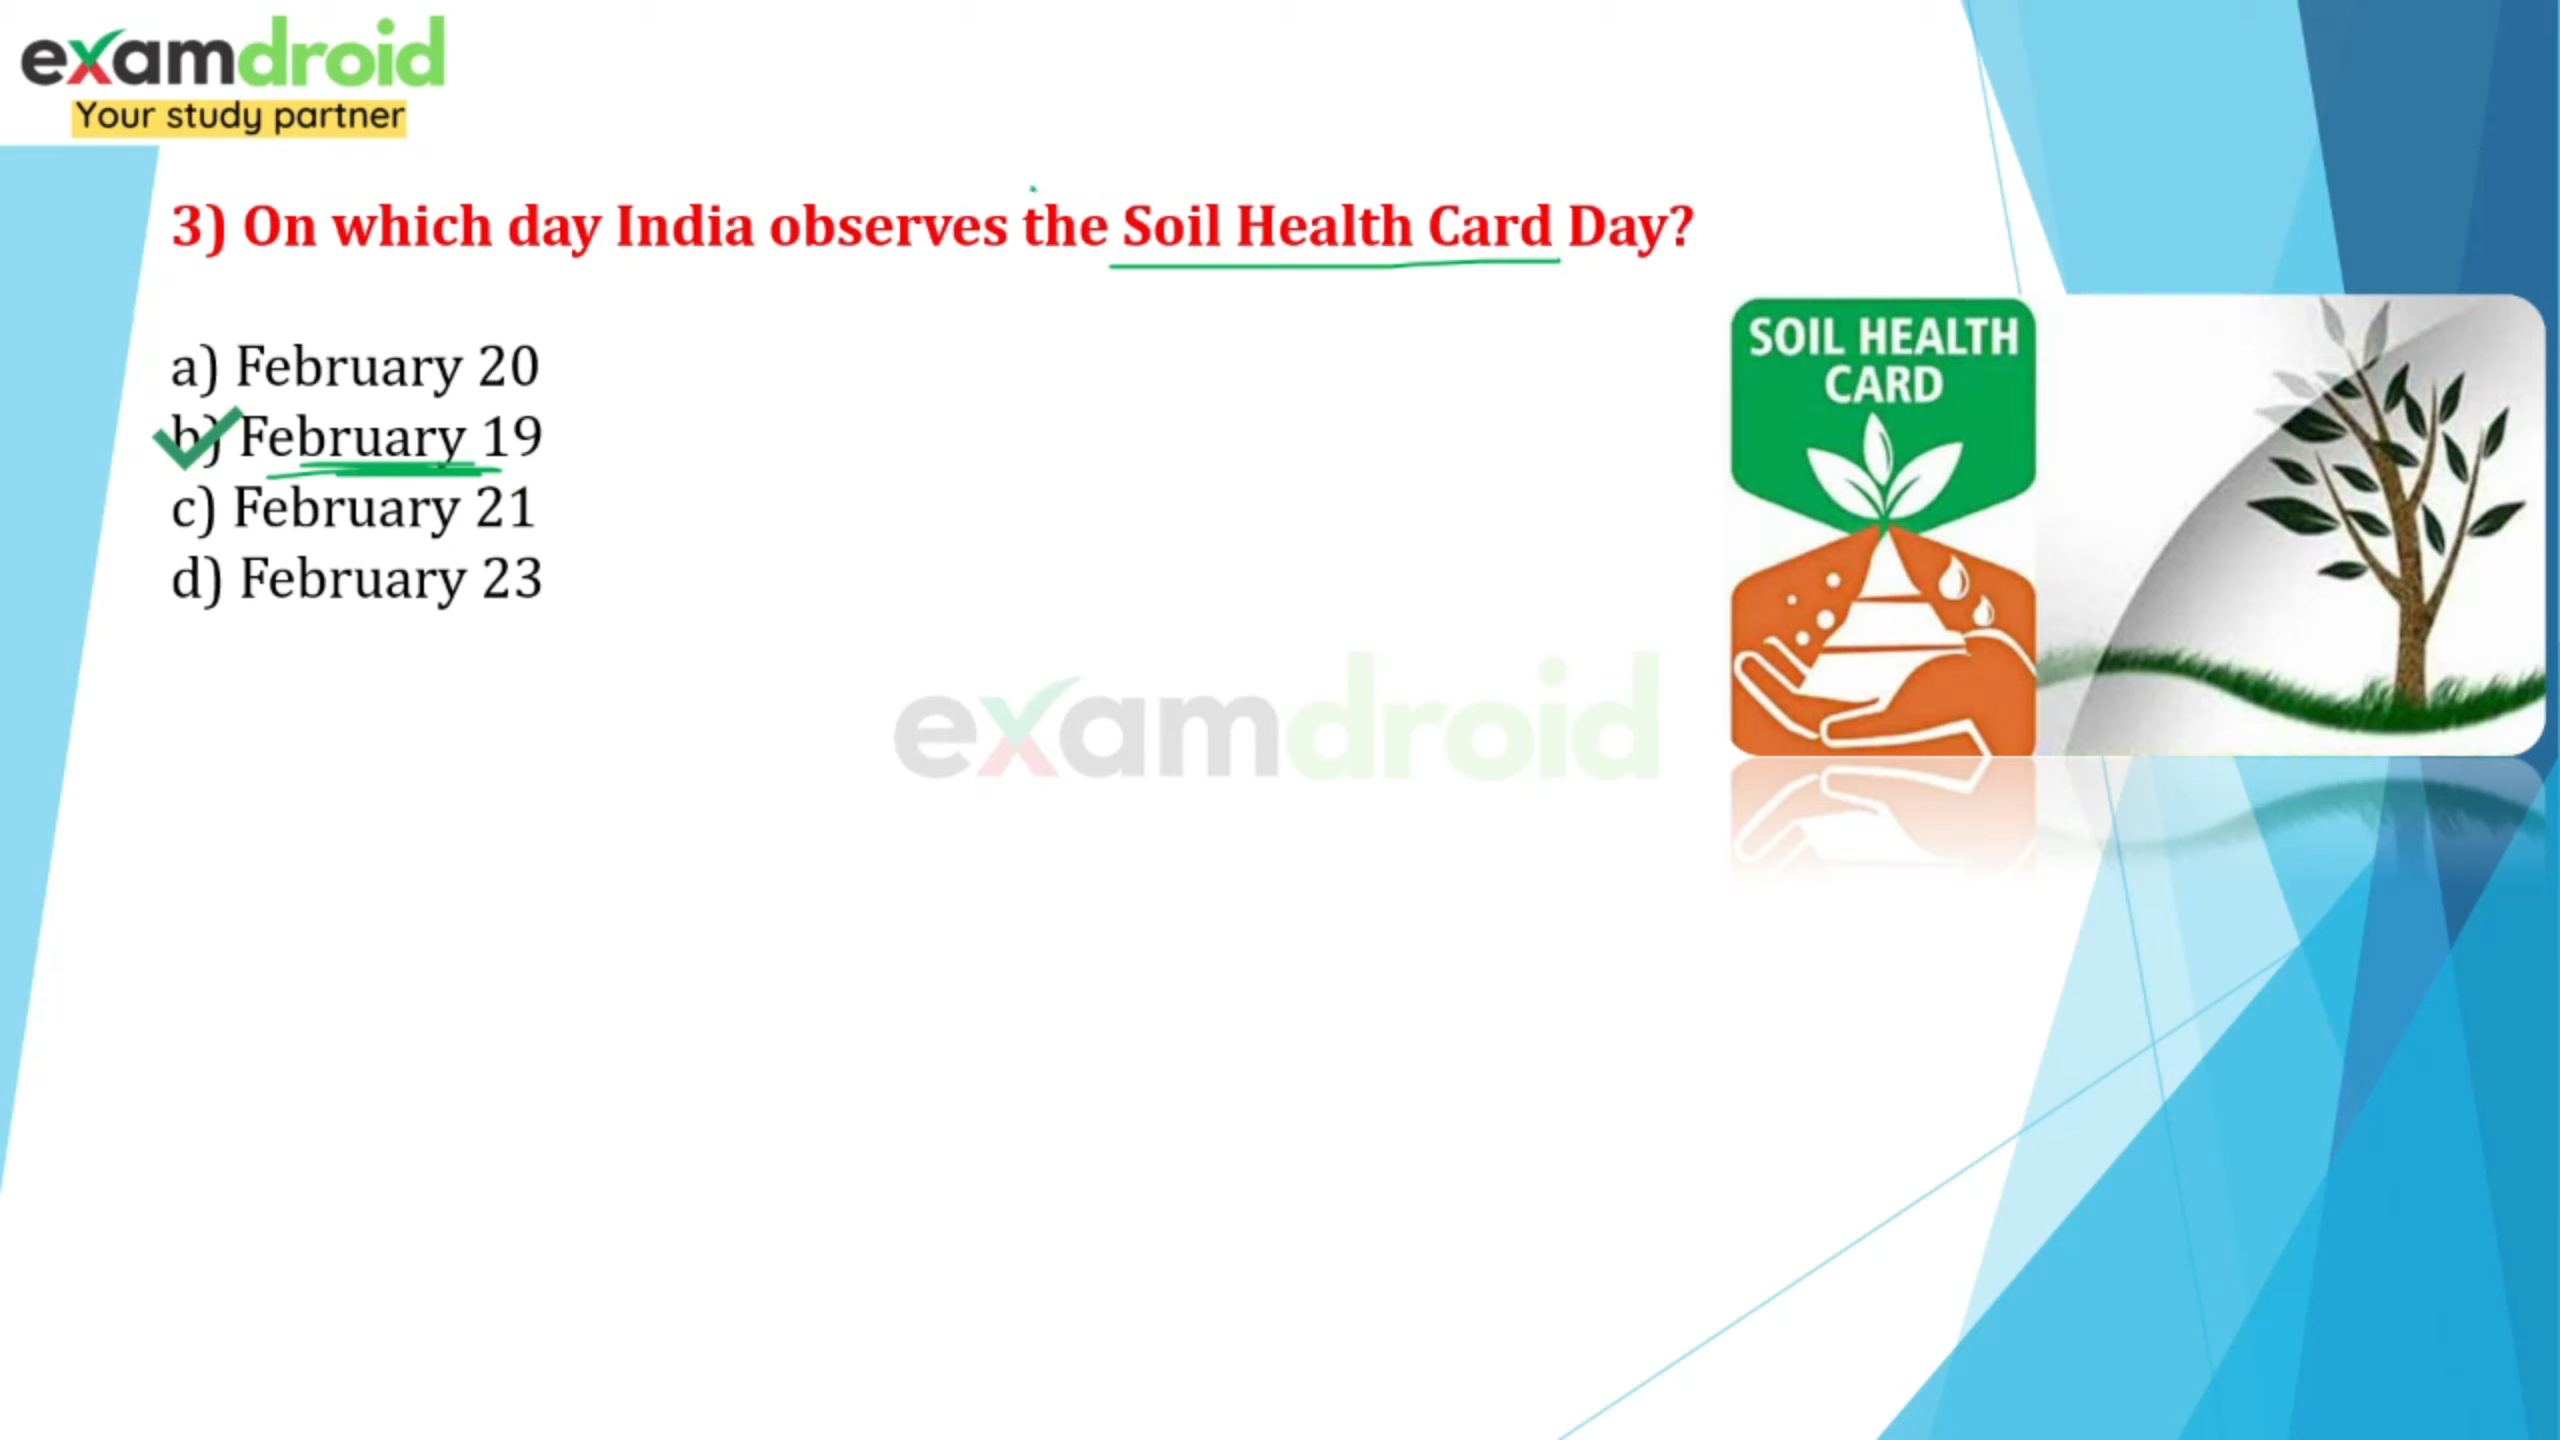 examdroid
Your study partner
3) On which day India observes the Soil Health Card Day?
a) February 20
b) February 19
c) February 21
d) February 23
SOIL HEALTH
CARD
examdroid